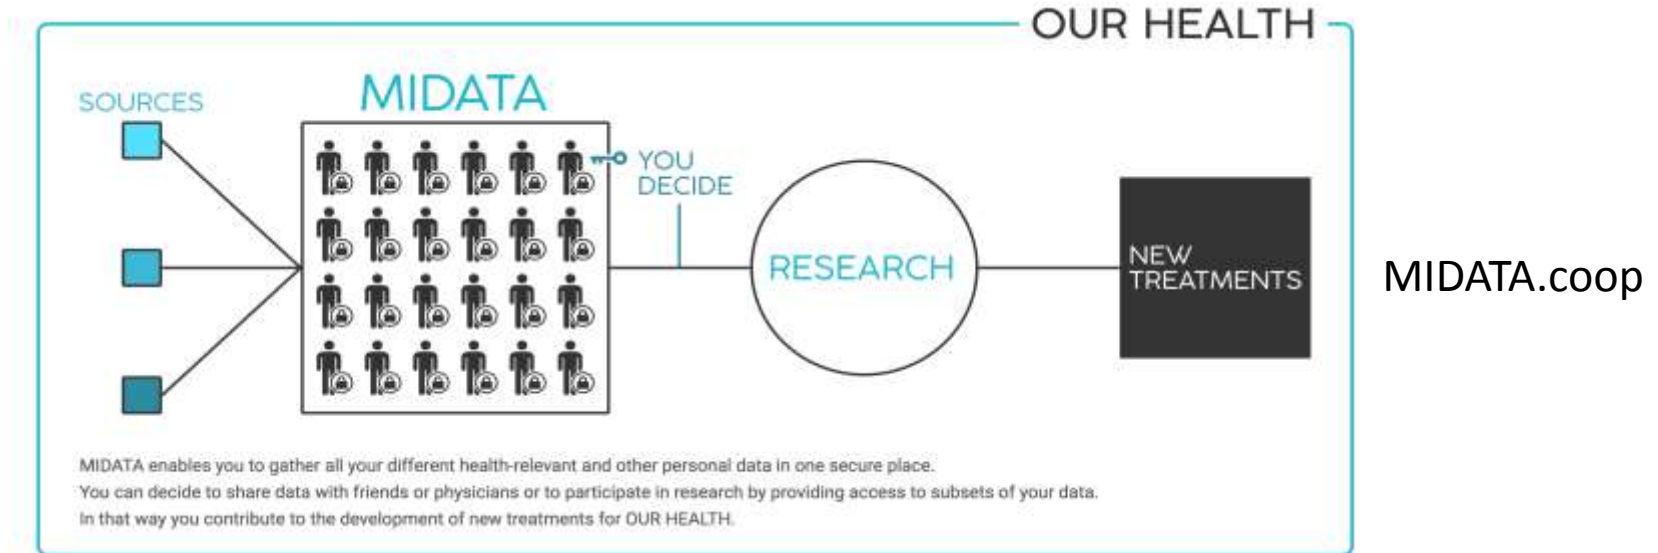 OUR HEALTH
SOURCES
MIDATA
YOU
DECIDE
RESEARCH
NEW
TREATMENTS
MIDATA.coop
MIDATA enables you to gather all your different health-relevant and other personal data in one secure place.
You can decide to share data with friends or physicians or to participate in research by providing access to subsets of your data.
In that way you contribute to the development of new treatments for OUR HEALTH.